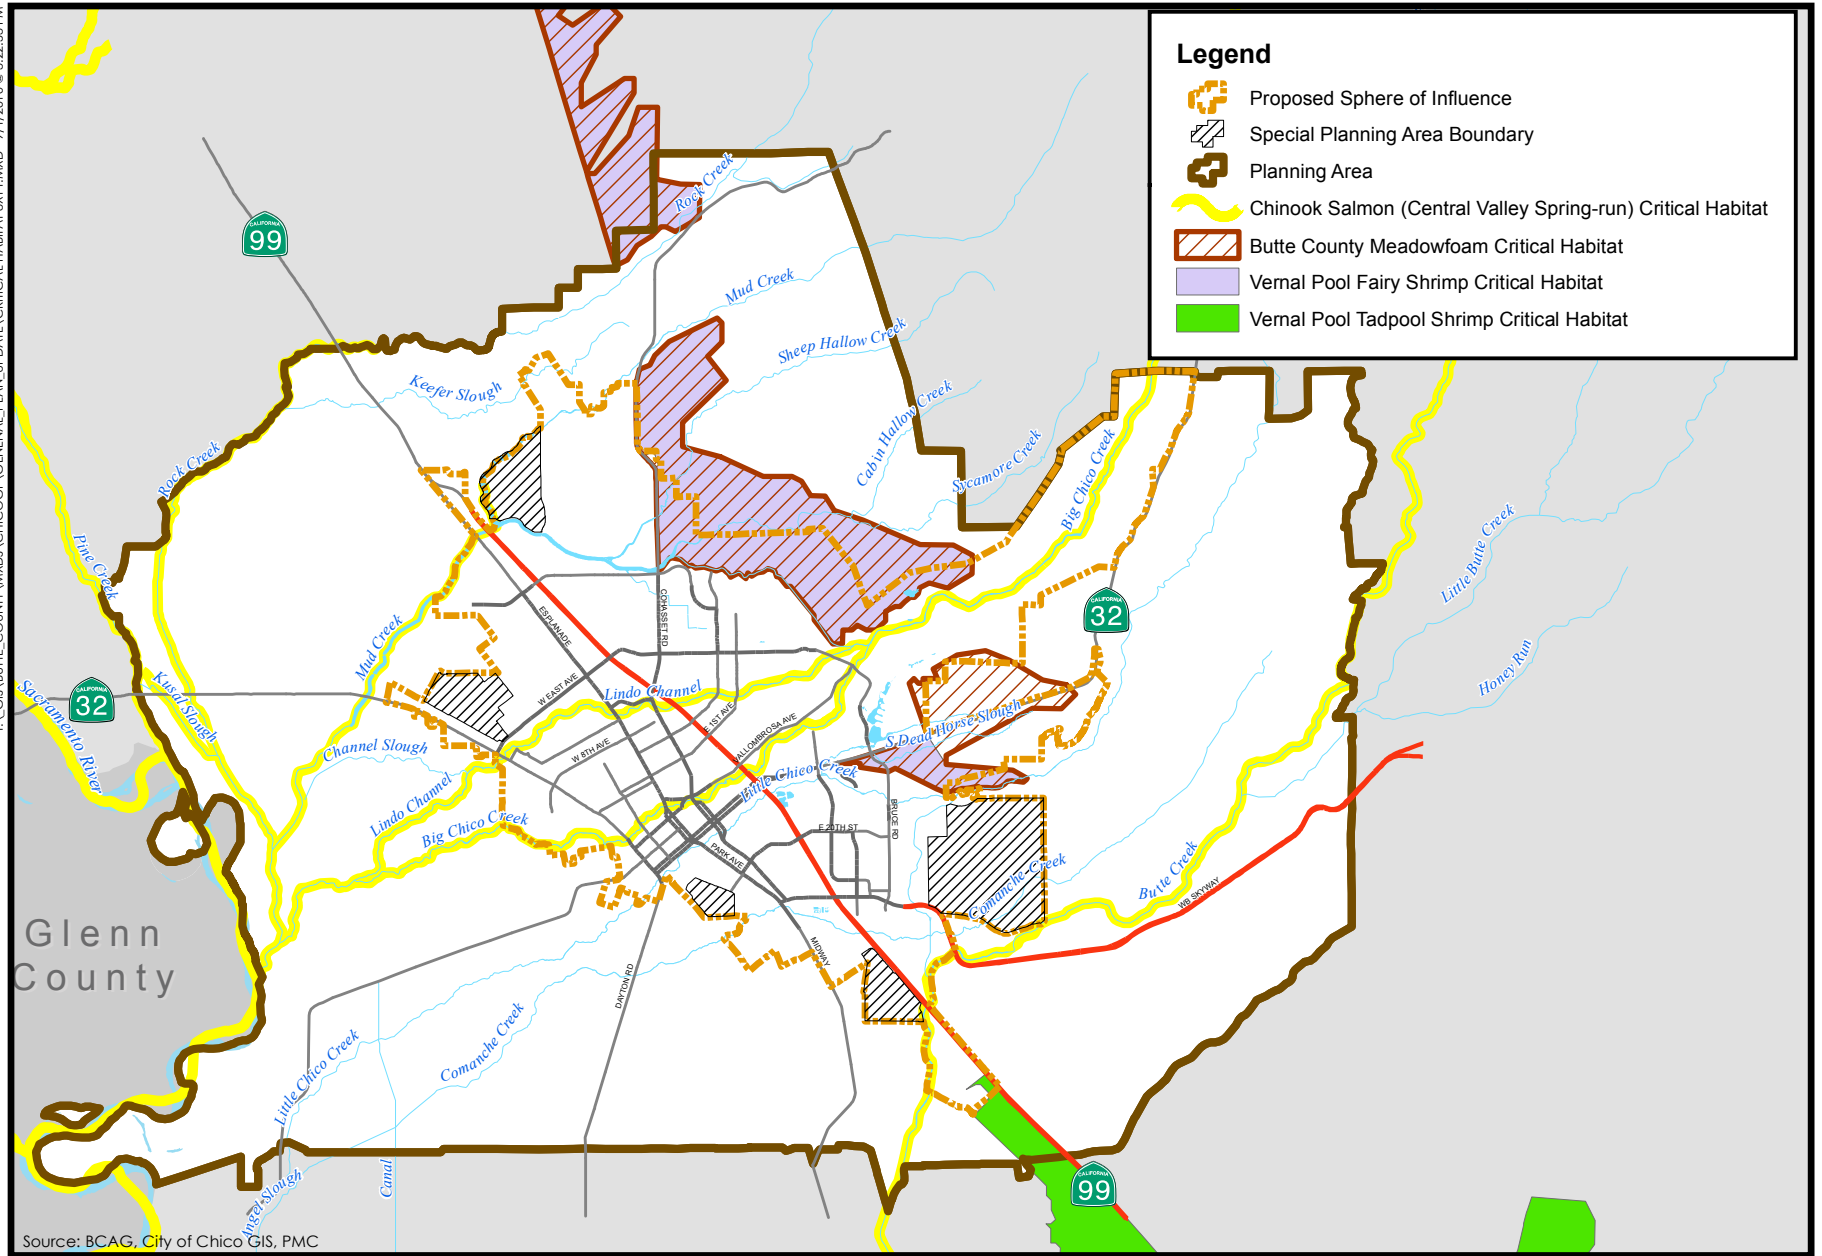 Legend
Proposed Sphere of Influence
Special Planning Area Boundary
Planning Area
Chinook Salmon (Central Valley Spring-run) Critical Habitat
Butte County Meadowfoam Critical Habitat
Vernal Pool Fairy Shrimp Critical Habitat
Vernal Pool Tadpool Shrimp Critical Habitat
Rock Creek
CALIFORNIA
99
Mud Creek
Sheep Hallow Creek
Keefer Slough
Cabin Hallow Creek
Sycamore Creek
Big Chico Creek
Rock Creek
Pine Creek
Little Butte Creek
CALIFORNIA
32
COHASSET RD
ESPLANADE
Mud Creek
Honey Run
Kusal Slough
CALIFORNIA
32
Sacramento River
W EAST AVE
Lindo Channel
E 1ST AVE
VALLOMBROSA AVE
S Dead Horse Slough
Channel Slough
W 8TH AVE
Little Chico Creek
Lindo Channel
Big Chico Creek
E 20TH ST
BRUCE RD
PARK AVE
Comanche Creek
Butte Creek
WB SKYWAY
Glenn
County
MIDWAY
DAYTON RD
Comanche Creek
Little Chico Creek
Canal
Angel Slough
CALIFORNIA
99
Source: BCAG, City of Chico GIS, PMC